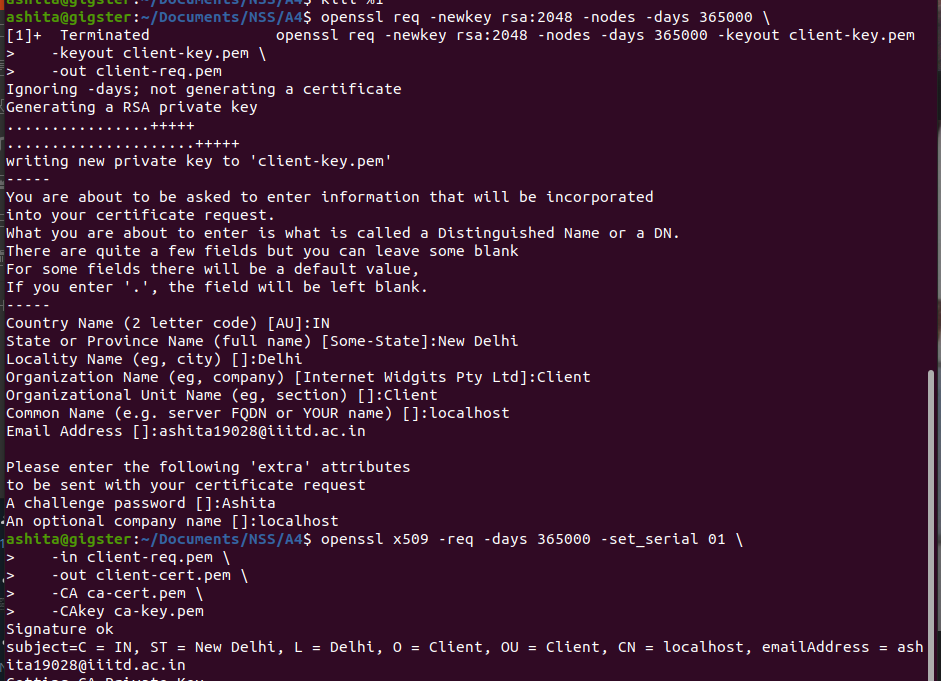 ashita@gigster:~/Documents/NSS/A4$ kill %1
ashita@gigster:~/Documents/NSS/A4$ openssl req -newkey rsa:2048 -nodes -days 365000 \
[1]+  Terminated              openssl req -newkey rsa:2048 -nodes -days 365000 -keyout client-key.pem
>    -keyout client-key.pem \
>    -out client-req.pem
Ignoring -days; not generating a certificate
Generating a RSA private key
................+++++
.....................+++++
writing new private key to 'client-key.pem'
-----
You are about to be asked to enter information that will be incorporated
into your certificate request.
What you are about to enter is what is called a Distinguished Name or a DN.
There are quite a few fields but you can leave some blank
For some fields there will be a default value,
If you enter '.', the field will be left blank.
-----
Country Name (2 letter code) [AU]:IN
State or Province Name (full name) [Some-State]:New Delhi
Locality Name (eg, city) []:Delhi
Organization Name (eg, company) [Internet Widgits Pty Ltd]:Client
Organizational Unit Name (eg, section) []:Client
Common Name (e.g. server FQDN or YOUR name) []:localhost
Email Address []:ashita19028@iiitd.ac.in
Please enter the following 'extra' attributes
to be sent with your certificate request
A challenge password []:Ashita
An optional company name []:localhost
ashita@gigster:~/Documents/NSS/A4$ openssl x509 -req -days 365000 -set_serial 01 \
>    -in client-req.pem \
>    -out client-cert.pem \
>    -CA ca-cert.pem \
>    -CAkey ca-key.pem
Signature ok
subject=C = IN, ST = New Delhi, L = Delhi, O = Client, OU = Client, CN = localhost, emailAddress = ash
ita19028@iiitd.ac.in
Getting CA Private Key